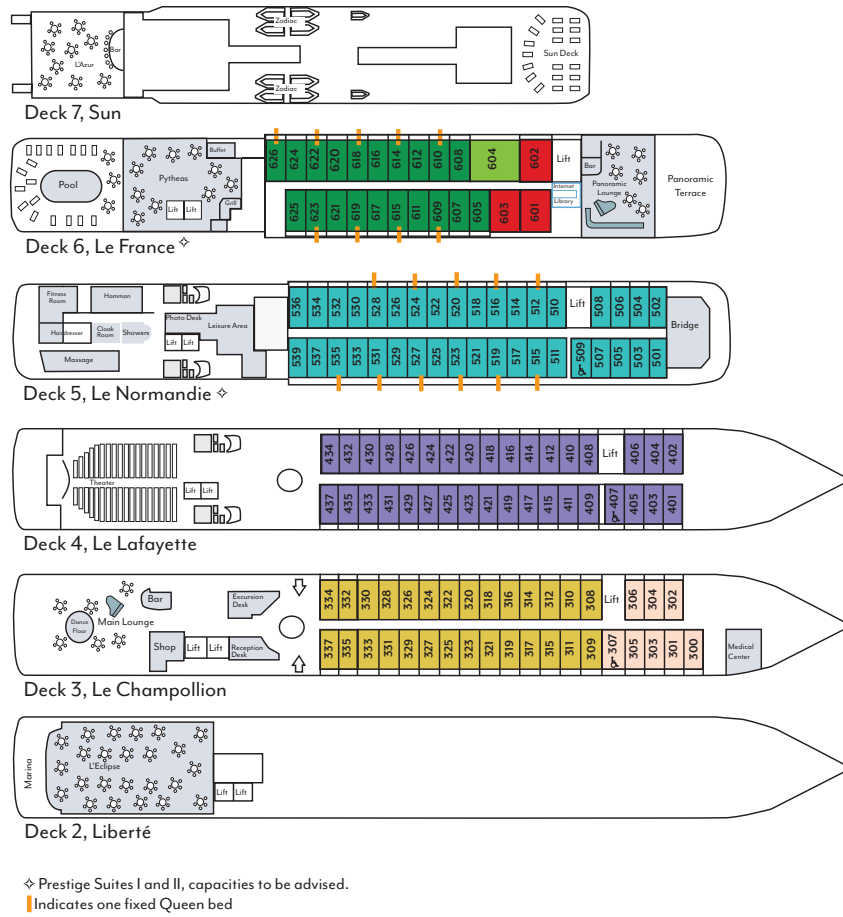 Zodiac
Bar
L'Azur
Sun Deck
Zodiac
Deck 7, Sun
626 624 622 620 618 616 614 612 610 608 604 602
Buffet
Lift
Bar
Pytheas
Pool
Panoramic
Lounge
Panoramic
Terrace
Internet
Library
Lift Lift
Grill
625 623 621 619 617 615 611 609 607 605 603 601
Deck 6, Le France ✧
Fitness
Room
Hamman
536 534 532 530 528 526 524 522 520 518 516 514 512 510
Lift
508 506 504 502
Photo Desk
Leisure Area
Hairdresser
Cloak
Room
Showers
Bridge
Lift Lift
Massage
539 537 535 533 531 529 527 525 523 521 519 517 515 511 509 507 505 503 501
Deck 5, Le Normandie ✧
434 432 430 428 426 424 422 420 418 416 414 412 410 408
Lift
406 404 402
Theater
Lift Lift
437 435 433 431 429 427 425 423 421 419 417 415 411 409 407 405 403 401
Deck 4, Le Lafayette
334 332 330 328 326 324 322 320 318 316 314 312 310 308
Lift
306 304 302
Bar
Excursion
Desk
Dance
Floor
Main Lounge
Shop
Lift Lift
Reception
Desk
337 335 333 331 329 327 325 323 321 319 317 315 311 309 307 305 303 301 300
Medical
Center
Deck 3, Le Champollion
Marina
L'Eclipse
Lift Lift
Deck 2, Liberté
✧ Prestige Suites I and II, capacities to be advised.
Indicates one fixed Queen bed